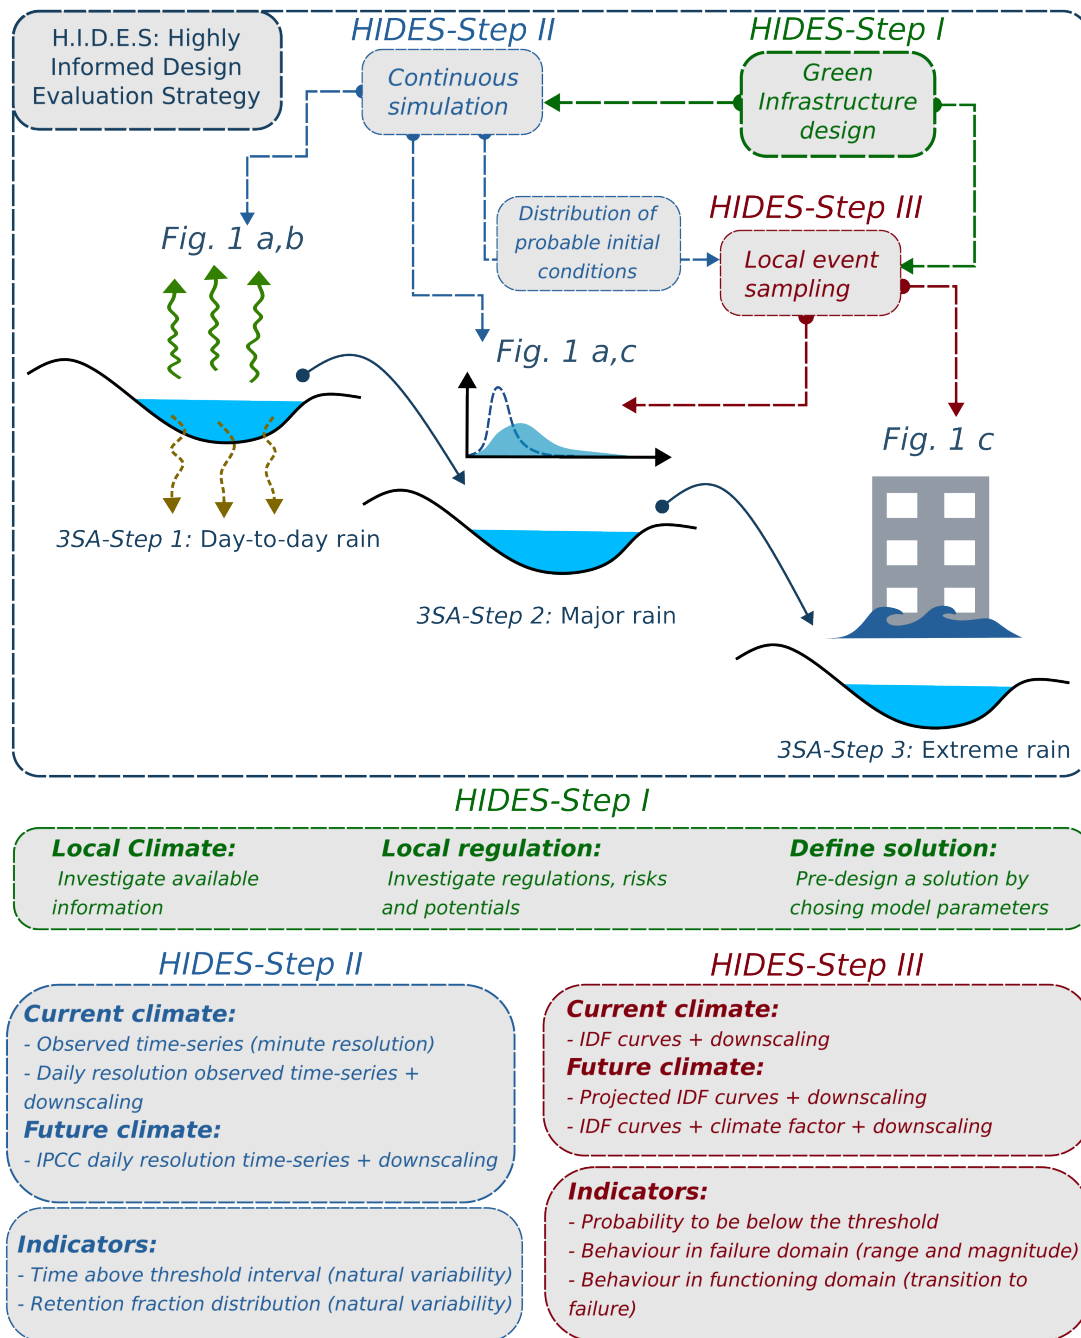 H.I.D.E.S: Highly
Informed Design
Evaluation Strategy
HIDES-Step II
Continuous
simulation
HIDES-Step I
Green
Infrastructure
design
Distribution of
probable initial
conditions
HIDES-Step III
Local event
sampling
Fig. 1 a,b
Fig. 1 a,c
Fig. 1 c
3SA-Step 1: Day-to-day rain
3SA-Step 2: Major rain
3SA-Step 3: Extreme rain
HIDES-Step I
Local Climate:
Investigate available
information
Local regulation:
Investigate regulations, risks
and potentials
Define solution:
Pre-design a solution by
chosing model parameters
HIDES-Step II
Current climate:
- Observed time-series (minute resolution)
- Daily resolution observed time-series +
downscaling
Future climate:
- IPCC daily resolution time-series + downscaling
Indicators:
- Time above threshold interval (natural variability)
- Retention fraction distribution (natural variability)
HIDES-Step III
Current climate:
- IDF curves + downscaling
Future climate:
- Projected IDF curves + downscaling
- IDF curves + climate factor + downscaling
Indicators:
- Probability to be below the threshold
- Behaviour in failure domain (range and magnitude)
- Behaviour in functioning domain (transition to
failure)